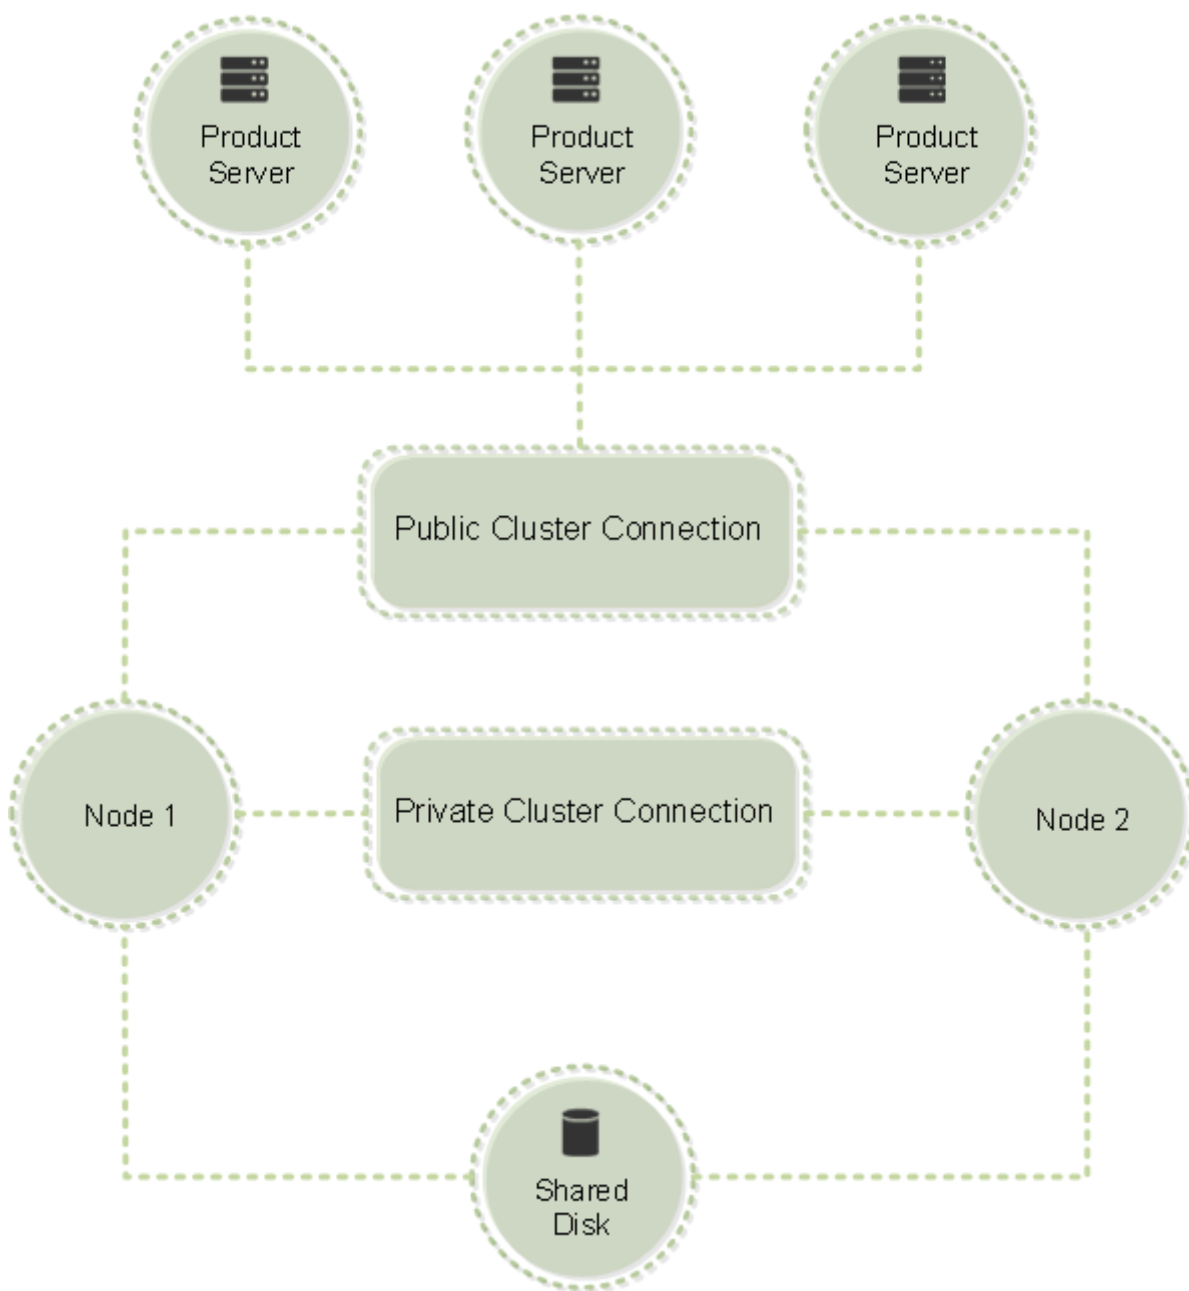 Product
Server
Product
Server
Product
Server
Public Cluster Connection
Node 1
Private Cluster Connection
Node 2
Shared
Disk